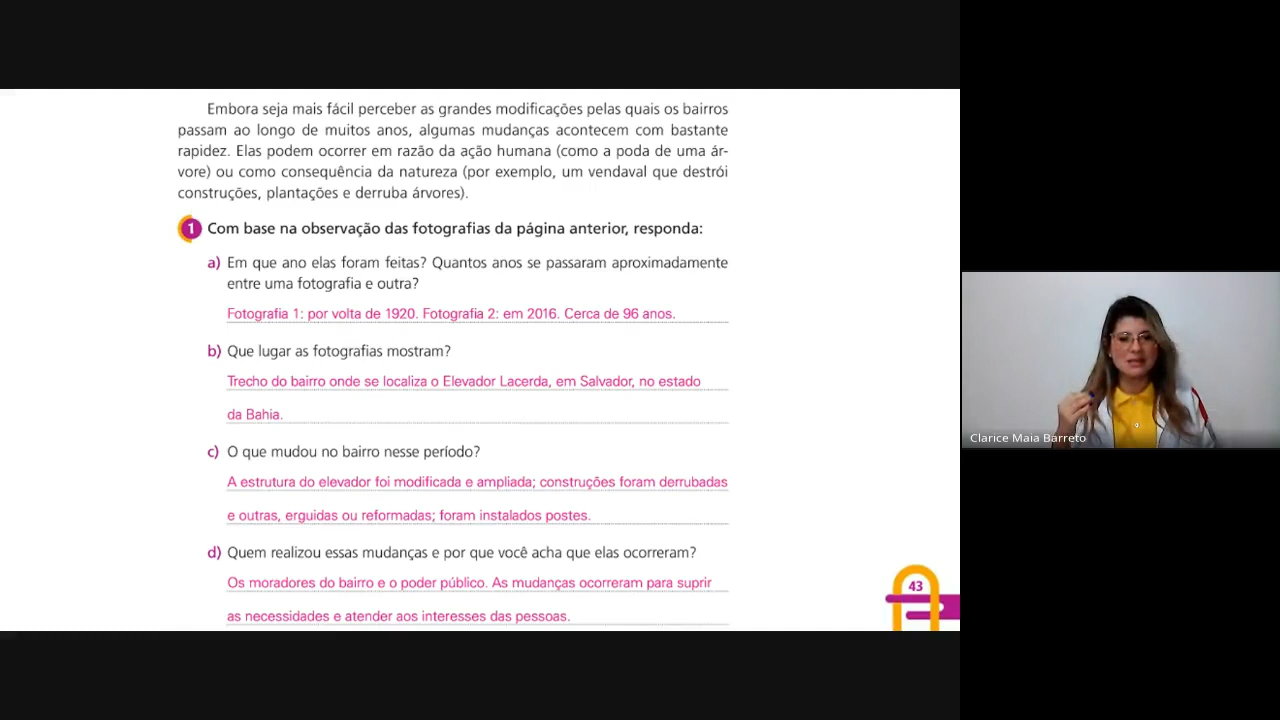 Embora seja mais fácil perceber as grandes modificações pelas quais os bairros
passam ao longo de muitos anos, algumas mudanças acontecem com bastante
rapidez. Elas podem ocorrer em razão da ação humana (como a poda de uma ár-
vore) ou como consequência da natureza (por exemplo, um vendaval que destrói
construções, plantações e derruba árvores).
1 Com base na observação das fotografias da página anterior, responda:
a) Em que ano elas foram feitas? Quantos anos se passaram aproximadamente
entre uma fotografia e outra?
Fotografia 1: por volta de 1920. Fotografia 2: em 2016. Cerca de 96 anos.
b) Que lugar as fotografias mostram?
Trecho do bairro onde se localiza o Elevador Lacerda, em Salvador, no estado
da Bahia.
c) O que mudou no bairro nesse período?
A estrutura do elevador foi modificada e ampliada; construções foram derrubadas
e outras, erguidas ou reformadas; foram instalados postes.
d) Quem realizou essas mudanças e por que você acha que elas ocorreram?
Os moradores do bairro e o poder público. As mudanças ocorreram para suprir
as necessidades e atender aos interesses das pessoas.
43
Clarice Maia Barreto